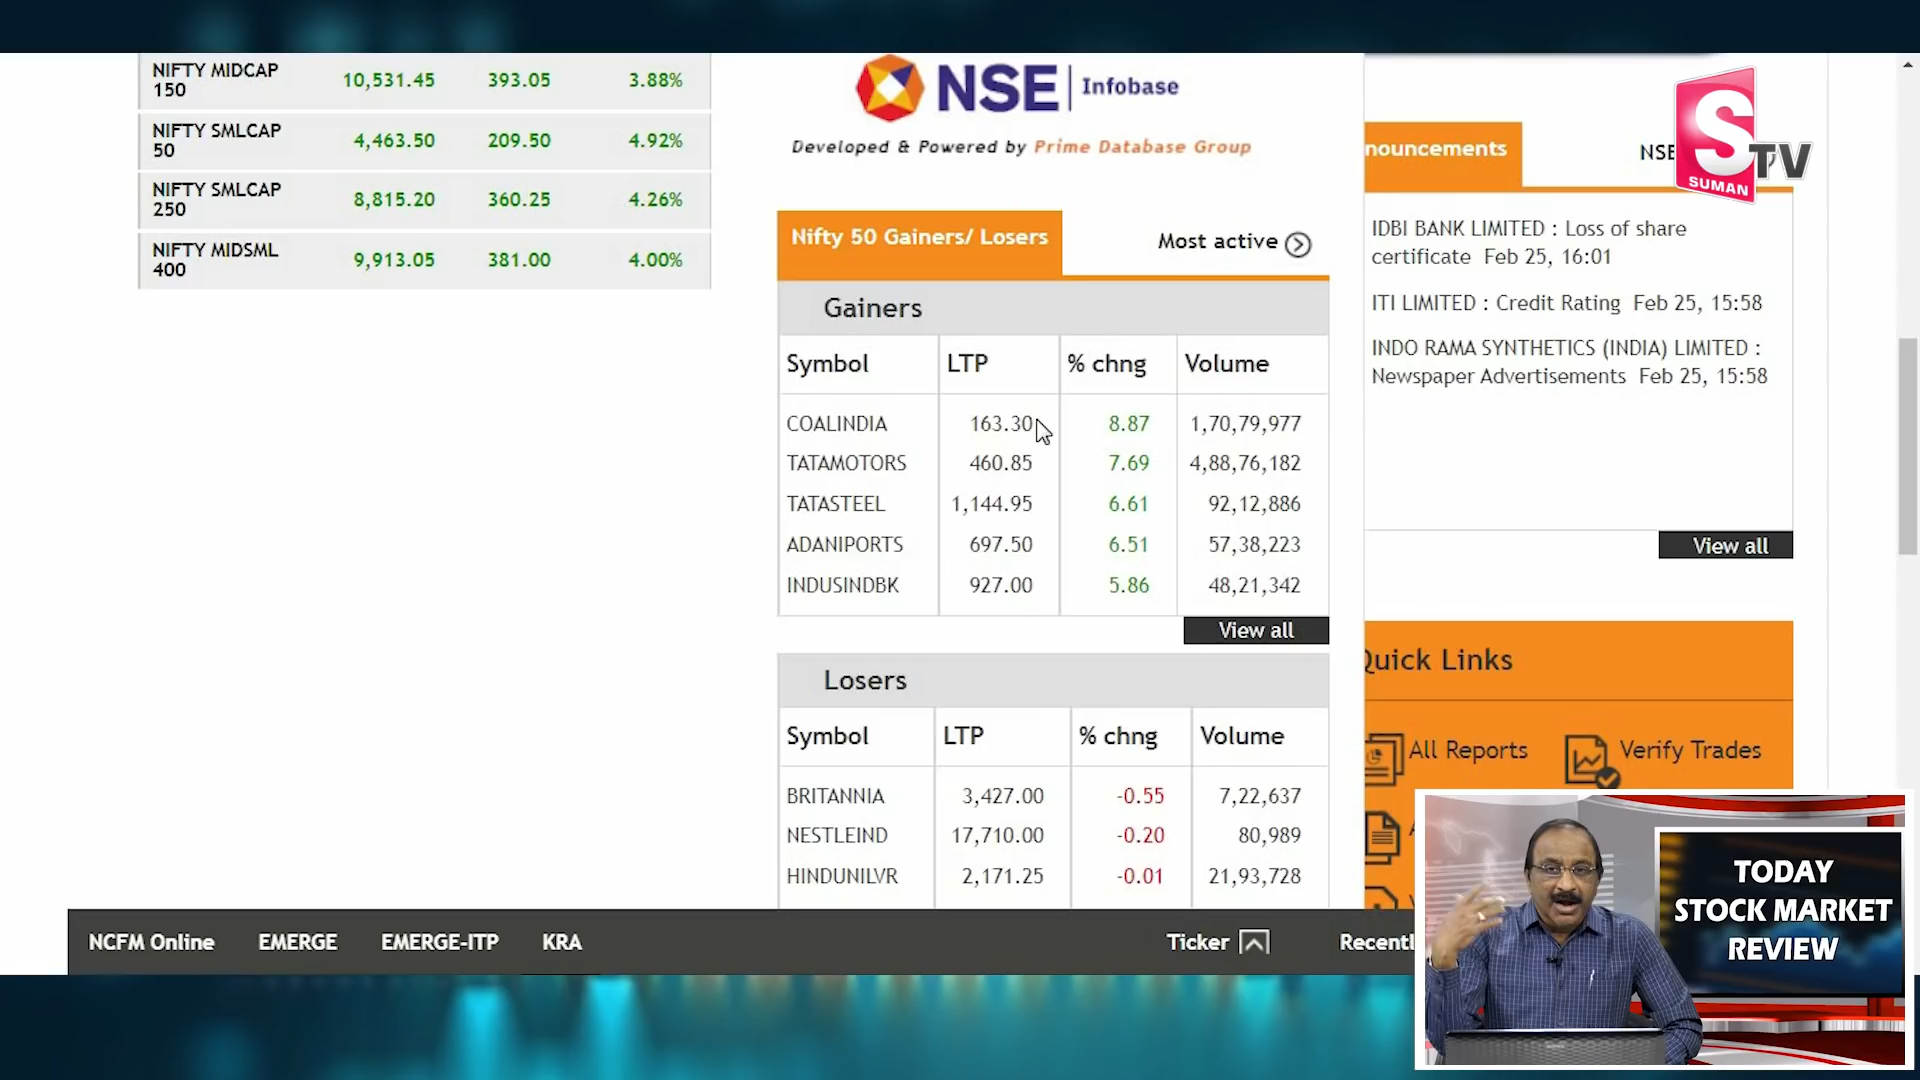 NIFTY MIDCAP
150 10,531.45 393.05 3.88%
NIFTY SMLCAP
50 4,463.50 209.50 4.92%
NIFTY SMLCAP
250 8,815.20 360.25 4.26%
NIFTY MIDSML
400 9,913.05 381.00 4.00%
NSE Infobase
Developed & Powered by Prime Database Group
Nifty 50 Gainers/ Losers Most active
Gainers
Symbol LTP % chng Volume
COALINDIA 163.30 8.87 1,70,79,977
TATAMOTORS 460.85 7.69 4,88,76,182
TATASTEEL 1,144.95 6.61 92,12,886
ADANIPORTS 697.50 6.51 57,38,223
INDUSINDBK 927.00 5.86 48,21,342
View all
Losers
Symbol LTP % chng Volume
BRITANNIA 3,427.00 -0.55 7,22,637
NESTLEIND 17,710.00 -0.20 80,989
HINDUNILVR 2,171.25 -0.01 21,93,728
nouncements NSE
S TV
SUMAN
IDBI BANK LIMITED : Loss of share
certificate Feb 25, 16:01
ITI LIMITED : Credit Rating Feb 25, 15:58
INDO RAMA SYNTHETICS (INDIA) LIMITED :
Newspaper Advertisements Feb 25, 15:58
View all
Quick Links
All Reports Verify Trades
NCFM Online EMERGE EMERGE-ITP KRA Ticker Recentl
TODAY
STOCK MARKET
REVIEW